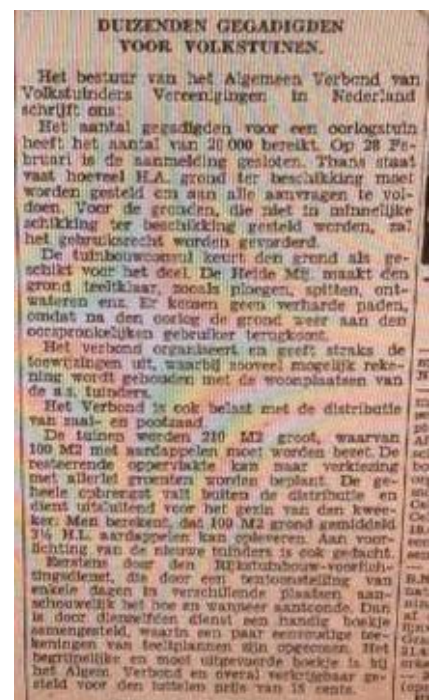 DUIZENDEN GEGADIGDEN
VOOR VOLKSTUINEN.
Het bestuur van het Algemeen Verbond van
Volkstuinders Vereenigingen in Nederland
schrijft ons:
Het aantal gegadigden voor een oorlogstuin
heeft het aantal van 20 000 bereikt. Op 28 Fe-
bruari is de aanmelding gesloten. Thans staat
vast hoeveel H.A. grond ter beschikking moet
worden gesteld om aan alle aanvragen te vol-
doen. Voor de gronden, die niet in minnelijke
schikking ter beschikking gesteld worden, zal
het gebruiksrecht worden gevorderd.
De tuinbouwconsul keurt den grond als ge-
schikt voor het doel. De Heide Mij. maakt den
grond teeltklaar, zooals ploegen, spitten, ont-
wateren enz. Er komen geen verharde paden,
omdat na den oorlog de grond weer aan den
oorspronkelijken gebruiker terugkomt.
Het verbond organiseert en geeft straks de
toewijzingen uit, waarbij zooveel mogelijk reke-
ning wordt gehouden met de woonplaatsen van
de a.s. tuinders.
Het Verbond is ook belast met de distributie
van zaai- en pootzaad.
De tuinen worden 210 M2 groot, waarvan
100 M2 met aardappelen moet worden bezet. De
resteerende oppervlakte kan naar verkiezing
met allerlei groenten worden beplant. De ge-
heele opbrengst valt buiten de distributie en
dient uitsluitend voor het gezin van den kwee-
ker. Men berekent, dat 100 M2 grond gemiddeld
3½ H.L. aardappelen kan opleveren. Aan voor-
lichting van de nieuwe tuinders is ook gedacht.
Eerstens door den Rijkstuinbouw-voorlich-
tingsdienst, die door een tentoonstelling van
enkele dagen in verschillende plaatsen aan-
schouwelijk het hoe en wanneer aantoonde. Dan
is door dienzelfden dienst een handig boekje
samengesteld, waarin een paar eenvoudige tee-
keningen van teeltplannen zijn opgenomen. Het
begrijpelijke en mooi uitgevoerde boekje is bij
het Algem. Verbond en overal verkrijgbaar ge-
steld voor den luttelen prijs van 15 cent.